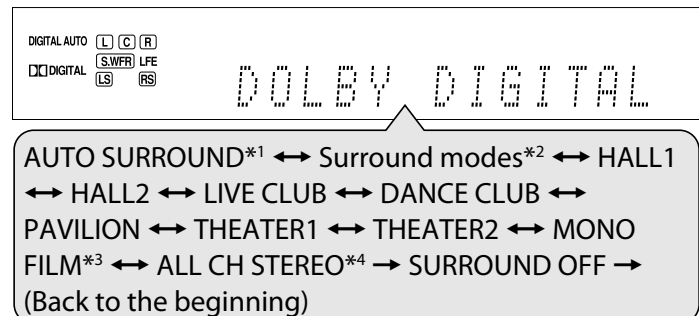 DIGITAL AUTO L C R
DIGITAL S.WFR LFE
LS RS
DOLBY DIGITAL
AUTO SURROUND*1 ↔ Surround modes*2 ↔ HALL1
↔ HALL2 ↔ LIVE CLUB ↔ DANCE CLUB ↔
PAVILION ↔ THEATER1 ↔ THEATER2 ↔ MONO
FILM*3 ↔ ALL CH STEREO*4 → SURROUND OFF →
(Back to the beginning)